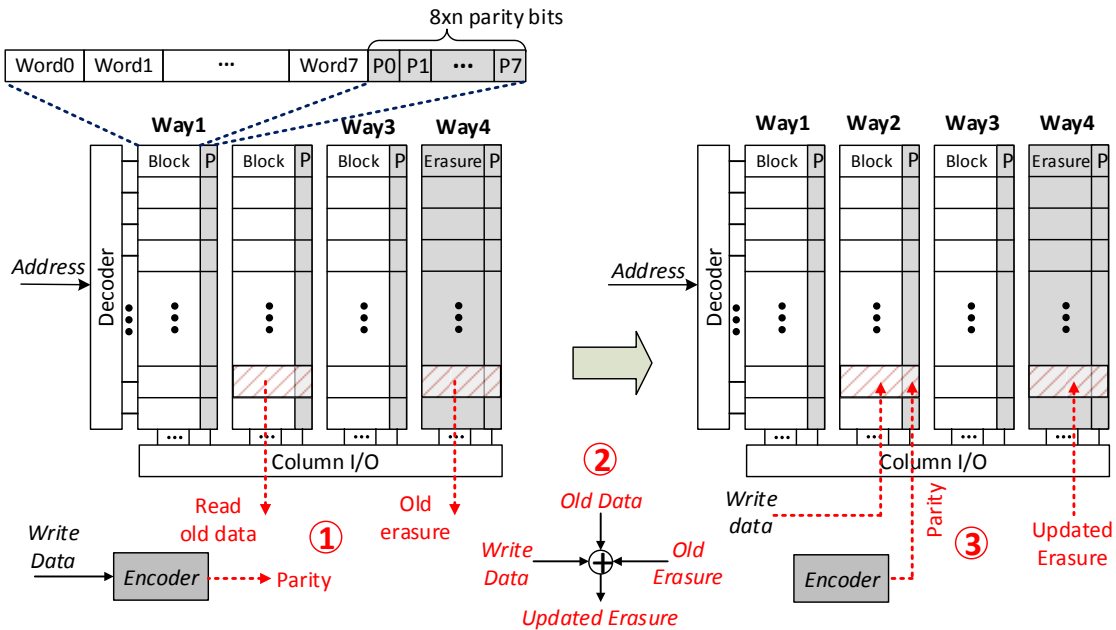 8xn parity bits
Word0 Word1 ... Word7 P0 P1 ... P7
Way1 Way3 Way4
Block P Block P Block P Erasure P
Decoder
Address
...
... ... ... ...
... ... ... ...
Column I/O
Read
old data
Old
erasure
①
Write
Data
Encoder
Parity
②
Old Data
Write
Data
Old
Erasure
Updated Erasure
Way1 Way2 Way3 Way4
Block P Block P Block P Erasure P
Decoder
Address
...
... ... ... ...
... ... ... ...
Column I/O
Write
data
Parity
③
Updated
Erasure
Encoder